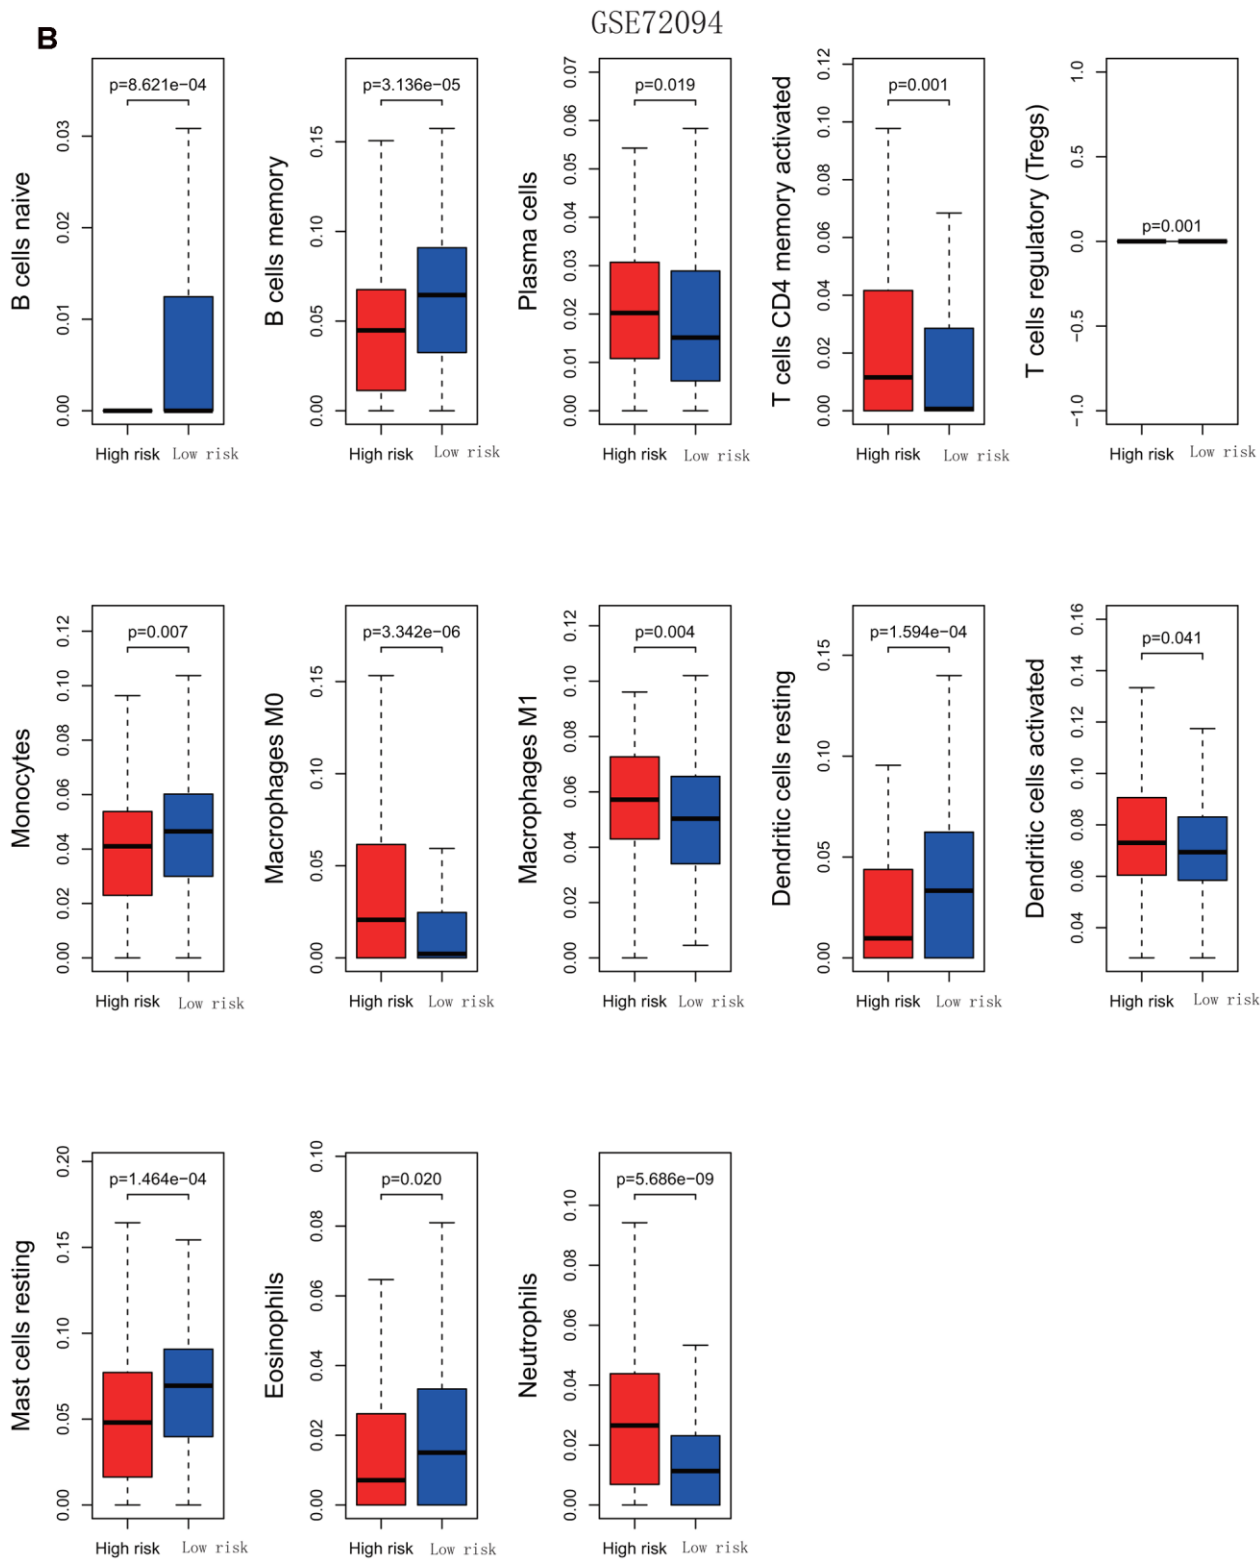 GSE72094
B
B cells naive
0.00 0.01 0.02 0.03
p=8.621e−04
High risk Low risk
B cells memory
0.00 0.05 0.10 0.15
p=3.136e−05
High risk Low risk
Plasma cells
0.00 0.01 0.02 0.03 0.04 0.05 0.06 0.07
p=0.019
High risk Low risk
T cells CD4 memory activated
0.00 0.02 0.04 0.06 0.08 0.10 0.12
p=0.001
High risk Low risk
T cells regulatory (Tregs)
−1.0 −0.5 0.0 0.5 1.0
p=0.001
High risk Low risk
Monocytes
0.00 0.02 0.04 0.06 0.08 0.10 0.12
p=0.007
High risk Low risk
Macrophages M0
0.00 0.05 0.10 0.15
p=3.342e−06
High risk Low risk
Macrophages M1
0.00 0.02 0.04 0.06 0.08 0.10 0.12
p=0.004
High risk Low risk
Dendritic cells resting
0.00 0.05 0.10 0.15
p=1.594e−04
High risk Low risk
Dendritic cells activated
0.04 0.06 0.08 0.10 0.12 0.14 0.16
p=0.041
High risk Low risk
Mast cells resting
0.00 0.05 0.10 0.15 0.20
p=1.464e−04
High risk Low risk
Eosinophils
0.00 0.02 0.04 0.06 0.08 0.10
p=0.020
High risk Low risk
Neutrophils
0.00 0.02 0.04 0.06 0.08 0.10
p=5.686e−09
High risk Low risk